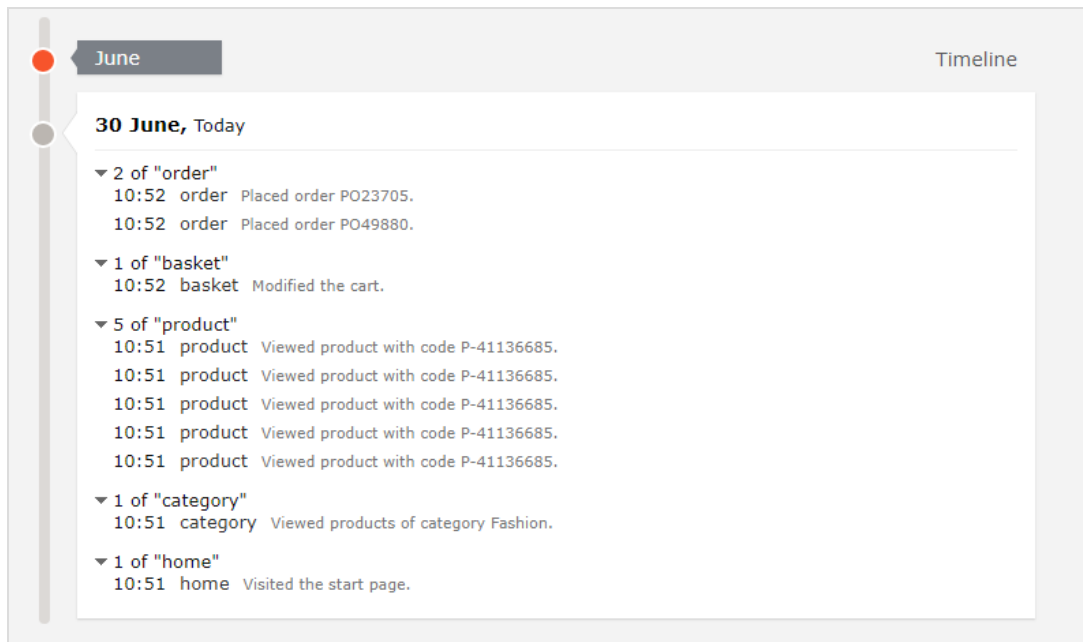 June
Timeline
30 June, Today
2 of "order"
10:52 order Placed order PO23705.
10:52 order Placed order PO49880.
1 of "basket"
10:52 basket Modified the cart.
5 of "product"
10:51 product Viewed product with code P-41136685.
10:51 product Viewed product with code P-41136685.
10:51 product Viewed product with code P-41136685.
10:51 product Viewed product with code P-41136685.
10:51 product Viewed product with code P-41136685.
1 of "category"
10:51 category Viewed products of category Fashion.
1 of "home"
10:51 home Visited the start page.